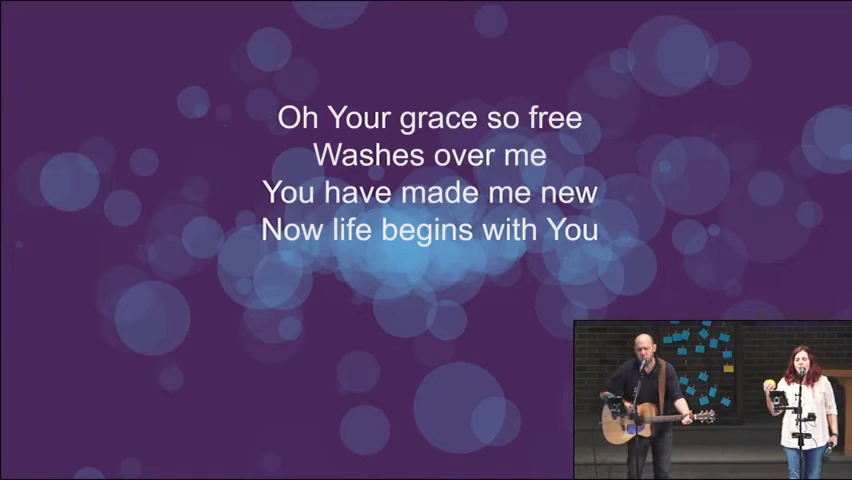 Oh Your grace so free
Washes over me
You have made me new
Now life begins with You